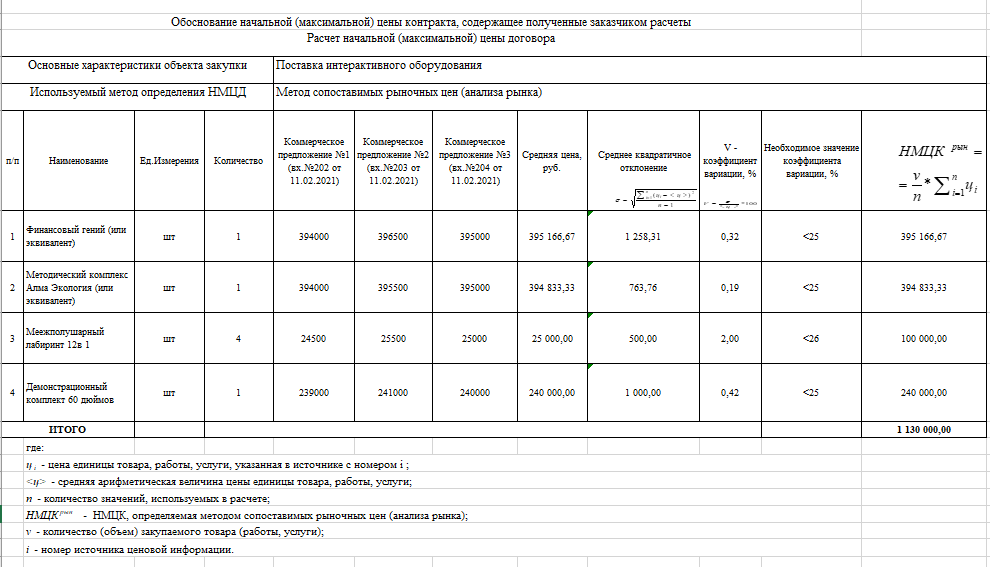 Обоснование начальной (максимальной) цены контракта, содержащее полученные заказчиком расчеты
Расчет начальной (максимальной) цены договора
Основные характеристики объекта закупки Поставка интерактивного оборудования
Используемый метод определения НМЦД Метод сопоставимых рыночных цен (анализа рынка)
п/п
Наименование
Ед.Измерения
Количество
Коммерческое
предложение №1
(вх.№202 от
11.02.2021)
Коммерческое
предложение №2
(вх.№203 от
11.02.2021)
Коммерческое
предложение №3
(вх.№204 от
11.02.2021)
Средняя цена,
руб.
Среднее квадратичное
отклонение
V -
коэффициент
вариации, %
Необходимое значение
коэффициента
вариации, %
НМЦК рын =
= v/n * ∑ n i=1 ц i
1
Финансовый гений (или
эквивалент)
шт 1 394000 396500 395000 395 166,67 1 258,31 0,32 <25 395 166,67
2
Методический комплекс
Алма Экология (или
эквивалент)
шт 1 394000 395500 395000 394 833,33 763,76 0,19 <25 394 833,33
3
Меежполушарный
лабиринт 12в 1
шт 4 24500 25500 25000 25 000,00 500,00 2,00 <26 100 000,00
4
Демонстрационный
комплект 60 дюймов
шт 1 239000 241000 240000 240 000,00 1 000,00 0,42 <25 240 000,00
ИТОГО 1 130 000,00
где:
ц i - цена единицы товара, работы, услуги, указанная в источнике с номером i ;
<ц> - средняя арифметическая величина цены единицы товара, работы, услуги;
n - количество значений, используемых в расчете;
НМЦК рын - НМЦК, определяемая методом сопоставимых рыночных цен (анализа рынка);
v - количество (объем) закупаемого товара (работы, услуги);
i - номер источника ценовой информации.